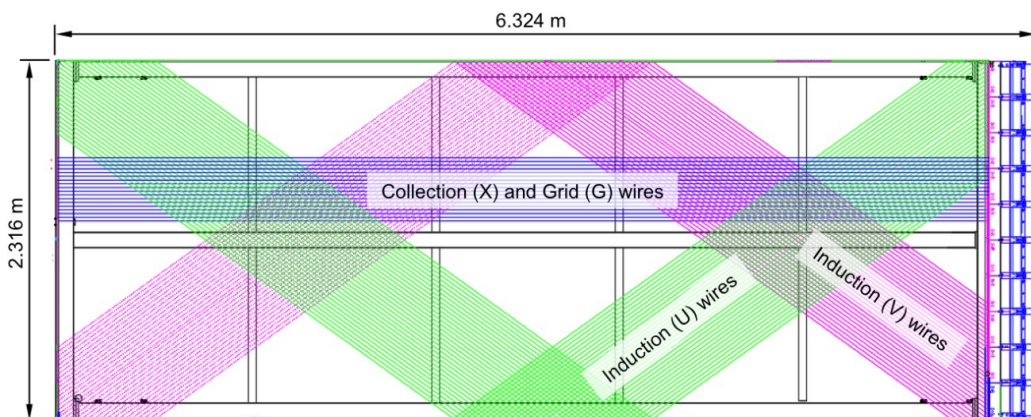 6.324 m
2.316 m
Collection (X) and Grid (G) wires
Induction (U) wires
Induction (V) wires